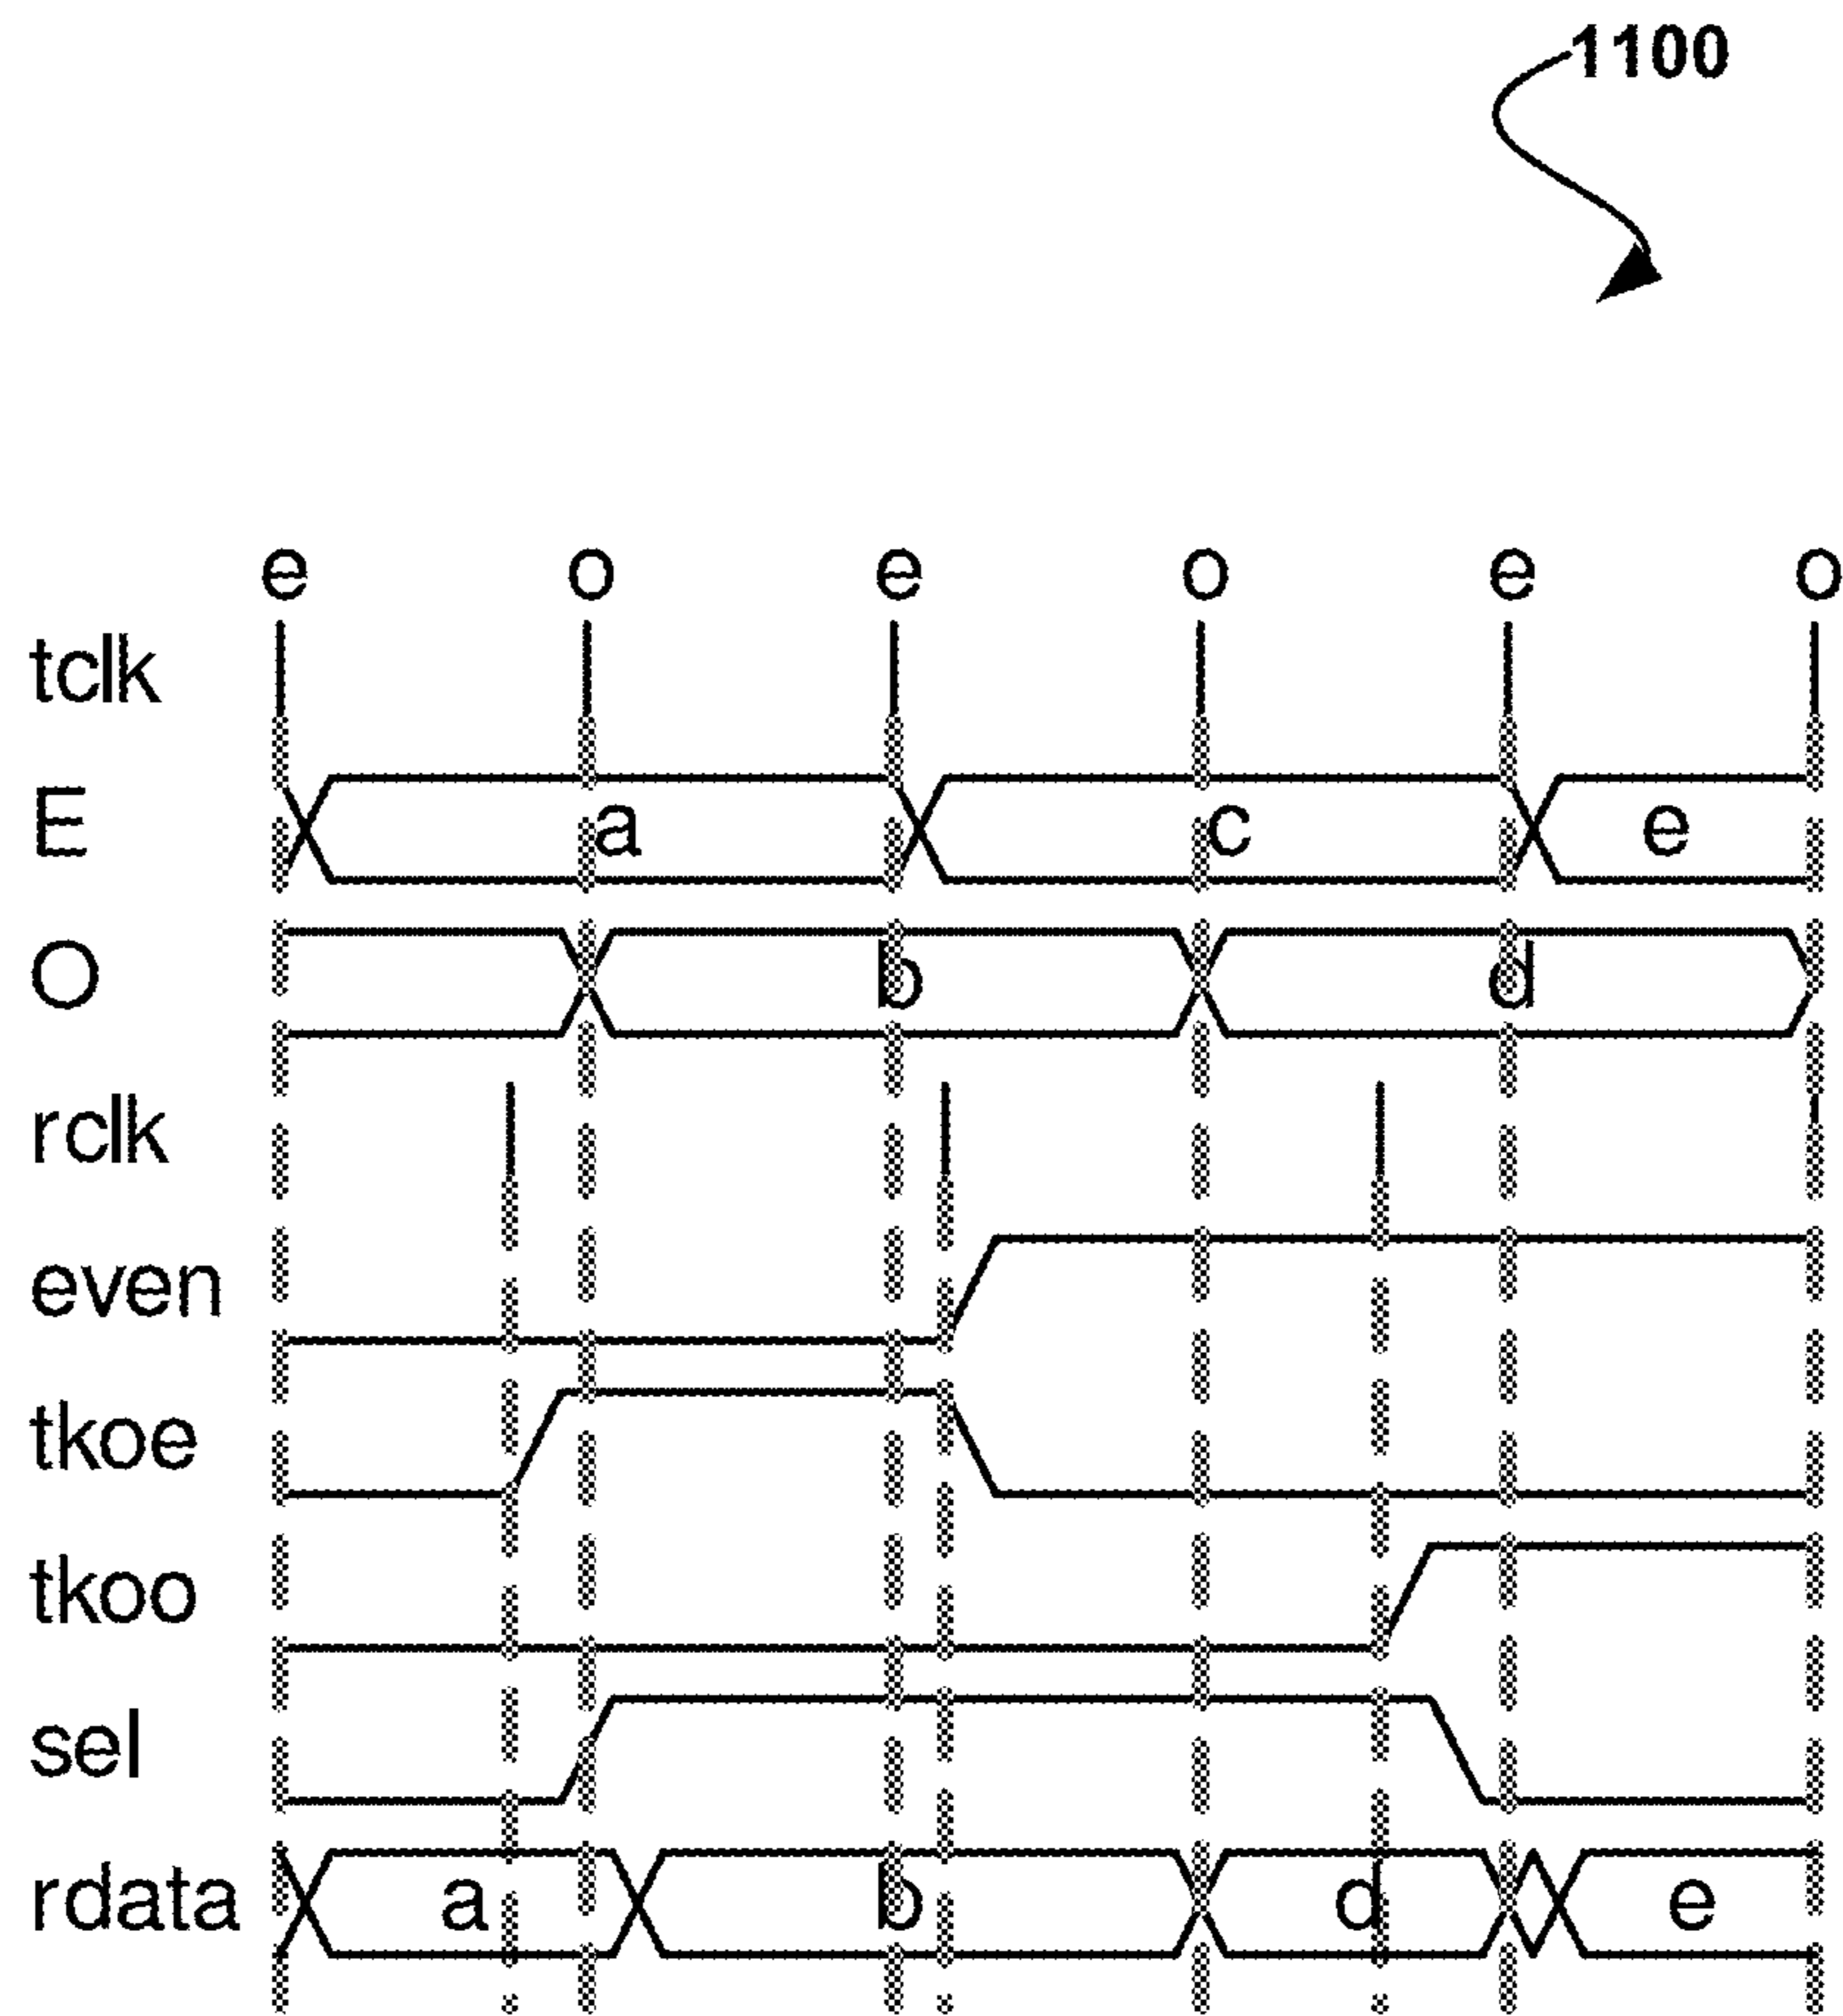 1100
e o e o e o
tclk
E a c e
O b d
rclk
even
tkoe
tkoo
sel
rdata a b d e